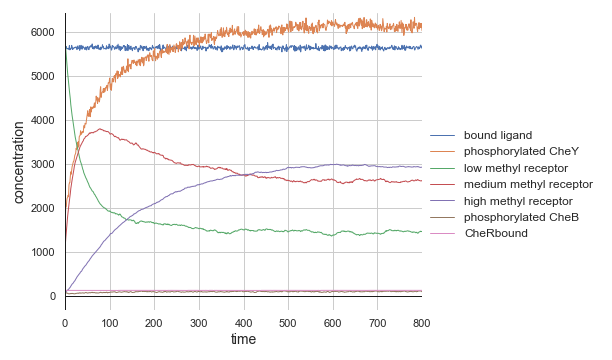 6000
5000
4000
3000
2000
1000
0
concentration
0 100 200 300 400 500 600 700 800
time
bound ligand
phosphorylated CheY
low methyl receptor
medium methyl receptor
high methyl receptor
phosphorylated CheB
CheRbound